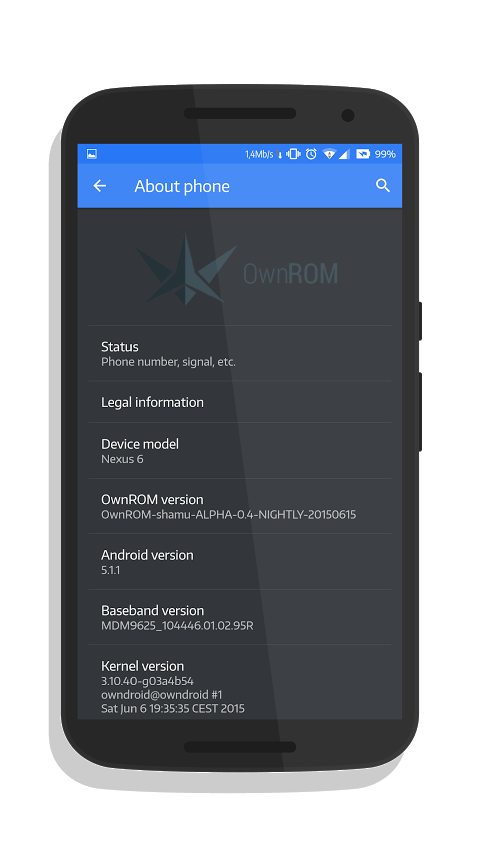 1,4Mb/s 99%
About phone
OwnROM
Status
Phone number, signal, etc.
Legal information
Device model
Nexus 6
OwnROM version
OwnROM-shamu-ALPHA-0.4-NIGHTLY-20150615
Android version
5.1.1
Baseband version
MDM9625_104446.01.02.95R
Kernel version
3.10.40-g03a4b54
owndroid@owndroid #1
Sat Jun 6 19:35:35 CEST 2015